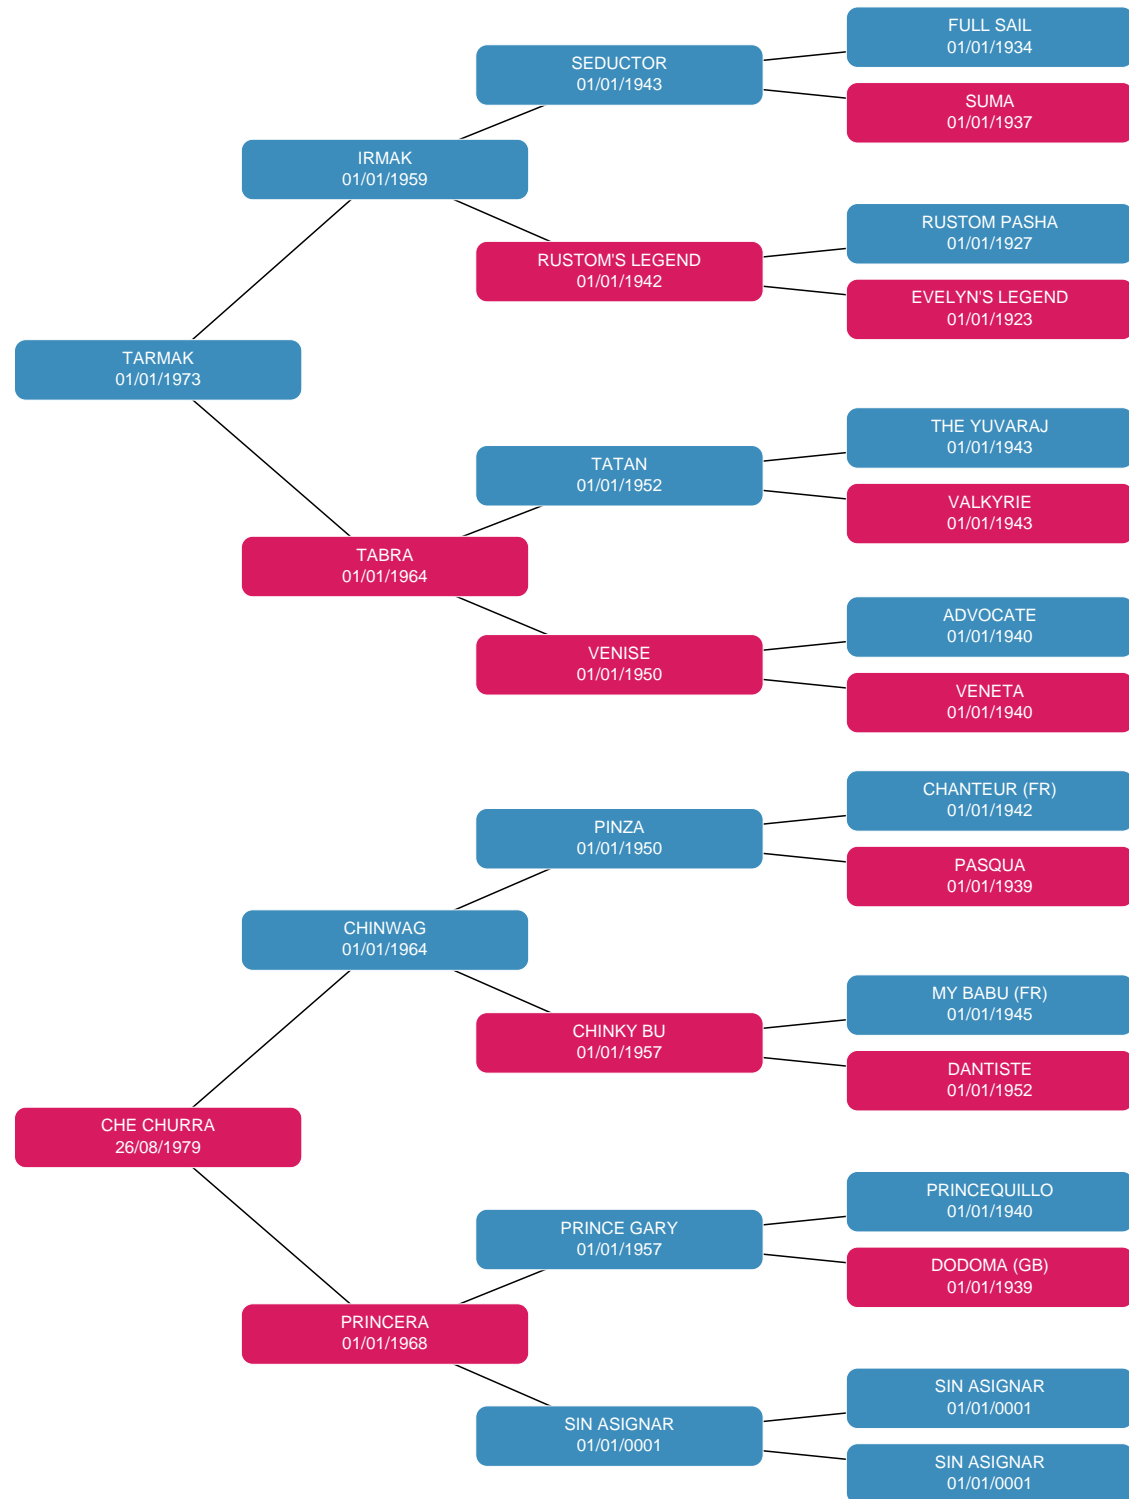 FULL SAIL
01/01/1934
SEDUCTOR
01/01/1943
SUMA
01/01/1937
IRMAK
01/01/1959
RUSTOM PASHA
01/01/1927
RUSTOM'S LEGEND
01/01/1942
EVELYN'S LEGEND
01/01/1923
TARMAK
01/01/1973
THE YUVARAJ
01/01/1943
TATAN
01/01/1952
VALKYRIE
01/01/1943
TABRA
01/01/1964
ADVOCATE
01/01/1940
VENISE
01/01/1950
VENETA
01/01/1940
CHANTEUR (FR)
01/01/1942
PINZA
01/01/1950
PASQUA
01/01/1939
CHINWAG
01/01/1964
MY BABU (FR)
01/01/1945
CHINKY BU
01/01/1957
DANTISTE
01/01/1952
CHE CHURRA
26/08/1979
PRINCEQUILLO
01/01/1940
PRINCE GARY
01/01/1957
DODOMA (GB)
01/01/1939
PRINCERA
01/01/1968
SIN ASIGNAR
01/01/0001
SIN ASIGNAR
01/01/0001
SIN ASIGNAR
01/01/0001